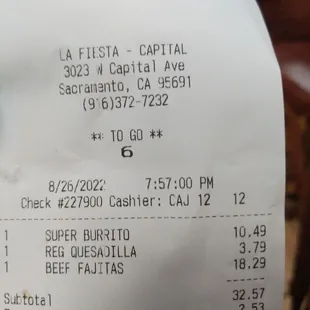 LA FIESTA - CAPITAL
3023 W Capital Ave
Sacramento, CA 95691
(916)372-7232
** TO GO **
6
8/26/2022 7:57:00 PM
Check #227900 Cashier: CAJ 12 12
1 SUPER BURRITO 10.49
1 REG QUESADILLA 3.79
1 BEEF FAJITAS 18.29
Subtotal 32.57
2.53